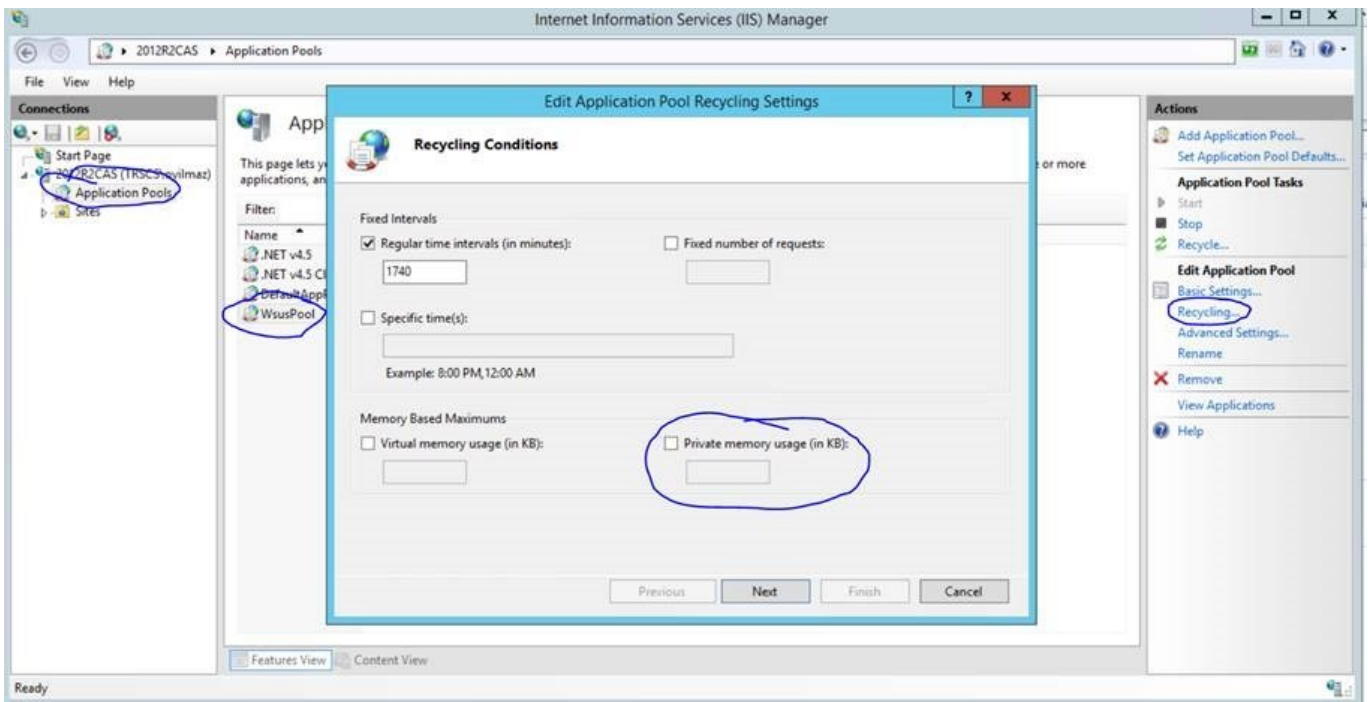 Internet Information Services (IIS) Manager
2012R2CAS Application Pools
File View Help
Connections
Start Page
Application Pools
Sites
App
This page lets y
applications, an
e or more
Filter:
Name
.NET v4.5
.NET v4.5 Cl
DefaultAppP
WsusPool
Edit Application Pool Recycling Settings
? x
Recycling Conditions
Fixed Intervals
Regular time intervals (in minutes):
1740
Fixed number of requests:
Specific time(s):
Example: 8:00 PM,12:00 AM
Memory Based Maximums
Virtual memory usage (in KB):
Private memory usage (in KB):
Previous Next Finish Cancel
Actions
Add Application Pool...
Set Application Pool Defaults...
Application Pool Tasks
Start
Stop
Recycle...
Edit Application Pool
Basic Settings...
Recycling...
Advanced Settings...
Rename
Remove
View Applications
Help
Features View Content View
Ready